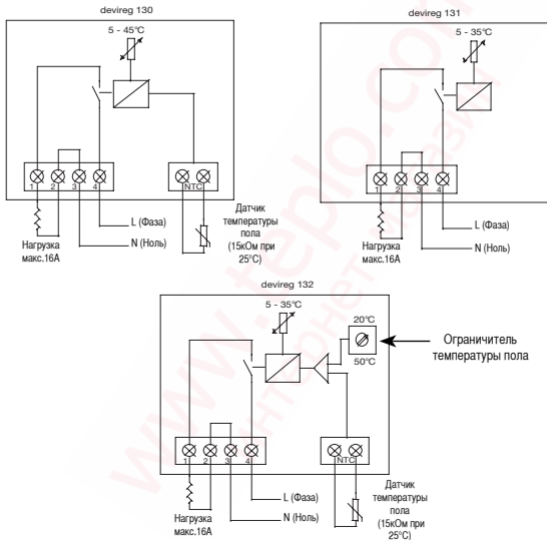 devireg 130
5 - 45°C
1 2 3 4
NTC
L (Фаза)
N (Ноль)
Нагрузка
макс.16А
Датчик
температуры
пола
(15кОм при
25°C)
devireg 131
5 - 35°C
1 2 3 4
L (Фаза)
N (Ноль)
Нагрузка
макс.16А
devireg 132
5 - 35°C
20°C
50°C
Ограничитель
температуры пола
1 2 3 4
NTC
L (Фаза)
N (Ноль)
Нагрузка
макс.16А
Датчик
температуры
пола
(15кОм при
25°C)